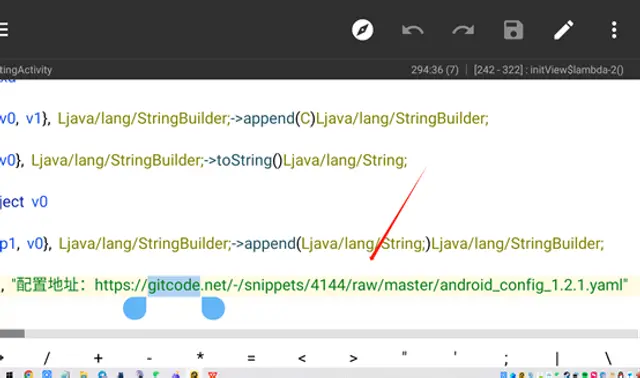 tingActivity
294:36 (7) | [242 - 322] : initView$lambda-2()
v0, v1}, Ljava/lang/StringBuilder;->append(C)Ljava/lang/StringBuilder;
v0}, Ljava/lang/StringBuilder;->toString()Ljava/lang/String;
ject v0
p1, v0}, Ljava/lang/StringBuilder;->append(Ljava/lang/String;)Ljava/lang/StringBuilder;
, "配置地址：https://gitcode.net/-/snippets/4144/raw/master/android_config_1.2.1.yaml"
/ + - * = < > " ' ; | \